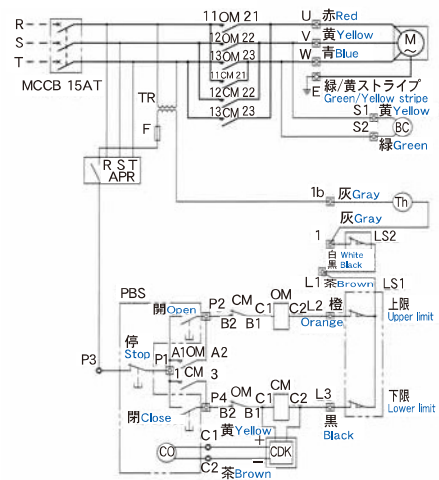 R
S
T
MCCB 15AT
11OM 21
12OM 22
13OM 23
11CM 21
12CM 22
13CM 23
U 赤Red
V 黄Yellow
W 青Blue
M
E 緑/黄ストライプ
Green/Yellow stripe
S1 黄Yellow
S2
BC
緑Green
TR
F
R S T
APR
1b 灰Gray
Th
灰Gray
1
LS2
白 White
黒 Black
L1 茶Brown
LS1
PBS
開Open
P2
CM
B2 B1
C1
OM
C2
L2 橙
Orange
上限
Upper limit
停
Stop
P3
P1
A1OM A2
1 CM 3
P4
OM
B2 B1
C1
CM
C2
L3
黒
Black
下限
Lower limit
閉Close
黄Yellow
CO
C1
C2
茶Brown
+
−
CDK